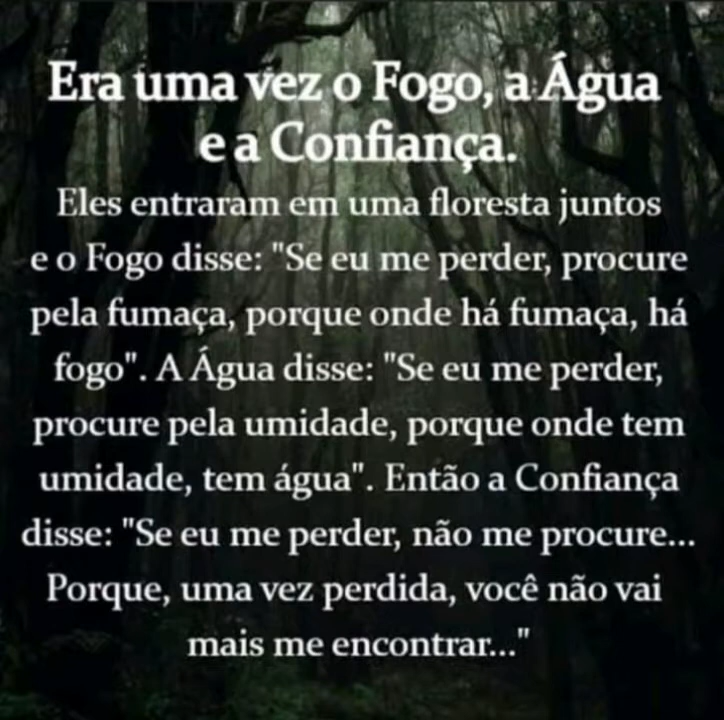 Era uma vez o Fogo, a Água
e a Confiança.
Eles entraram em uma floresta juntos
e o Fogo disse: "Se eu me perder, procure
pela fumaça, porque onde há fumaça, há
fogo". A Água disse: "Se eu me perder,
procure pela umidade, porque onde tem
umidade, tem água". Então a Confiança
disse: "Se eu me perder, não me procure...
Porque, uma vez perdida, você não vai
mais me encontrar..."